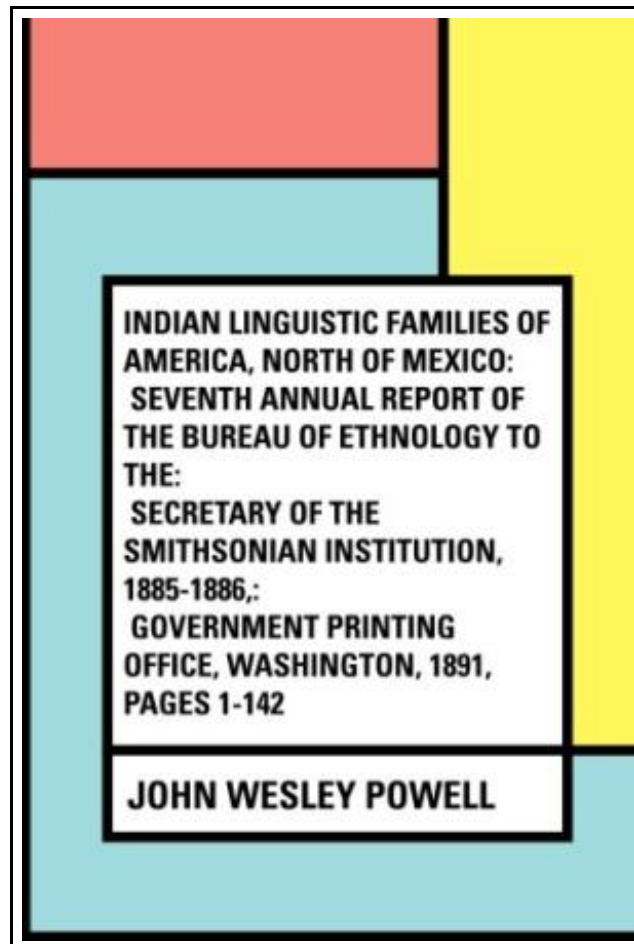 INDIAN LINGUISTIC FAMILIES OF
AMERICA, NORTH OF MEXICO:
SEVENTH ANNUAL REPORT OF
THE BUREAU OF ETHNOLOGY TO
THE:
SECRETARY OF THE
SMITHSONIAN INSTITUTION,
1885-1886,:
GOVERNMENT PRINTING
OFFICE, WASHINGTON, 1891,
PAGES 1-142
JOHN WESLEY POWELL